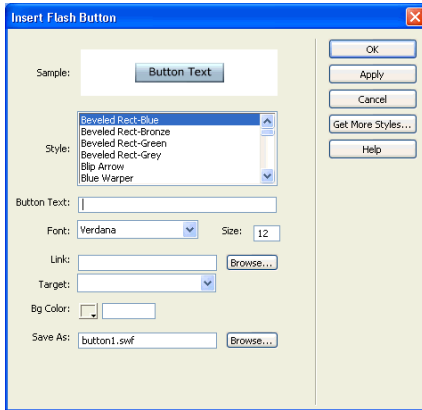 Insert Flash Button
Sample: Button Text
Style: Beveled Rect-Blue
Beveled Rect-Bronze
Beveled Rect-Green
Beveled Rect-Grey
Blip Arrow
Blue Warper
Button Text:
Font: Verdana Size: 12
Link: Browse...
Target:
Bg Color:
Save As: button1.swf Browse...
OK
Apply
Cancel
Get More Styles...
Help